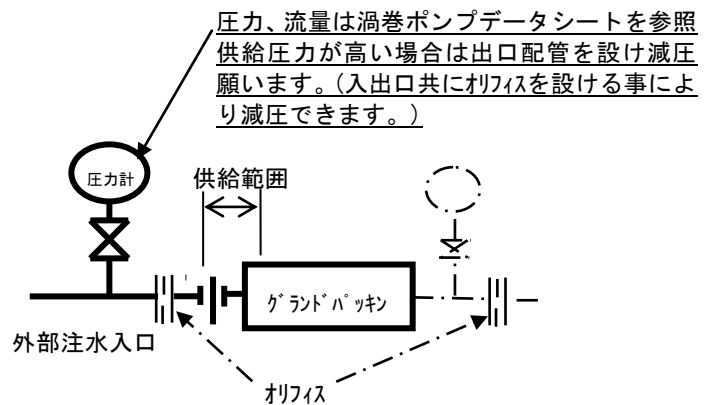 圧力、流量は渦巻ポンプデータシートを参照
供給圧力が高い場合は出口配管を設け減圧
願います。(入出口共にｵﾘﾌｨｽを設ける事によ
り減圧できます。)
圧力計
供給範囲
ｸﾞﾗﾝﾄﾞﾊﾟｯｷﾝ
外部注水入口
ｵﾘﾌｨｽ